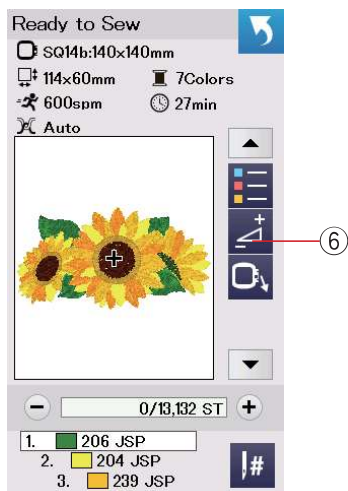 Ready to Sew
SQ14b:140x140mm
114x60mm 7Colors
600spm 27min
Auto
⑥
0/13,132 ST
1. 206 JSP
2. 204 JSP
3. 239 JSP
#